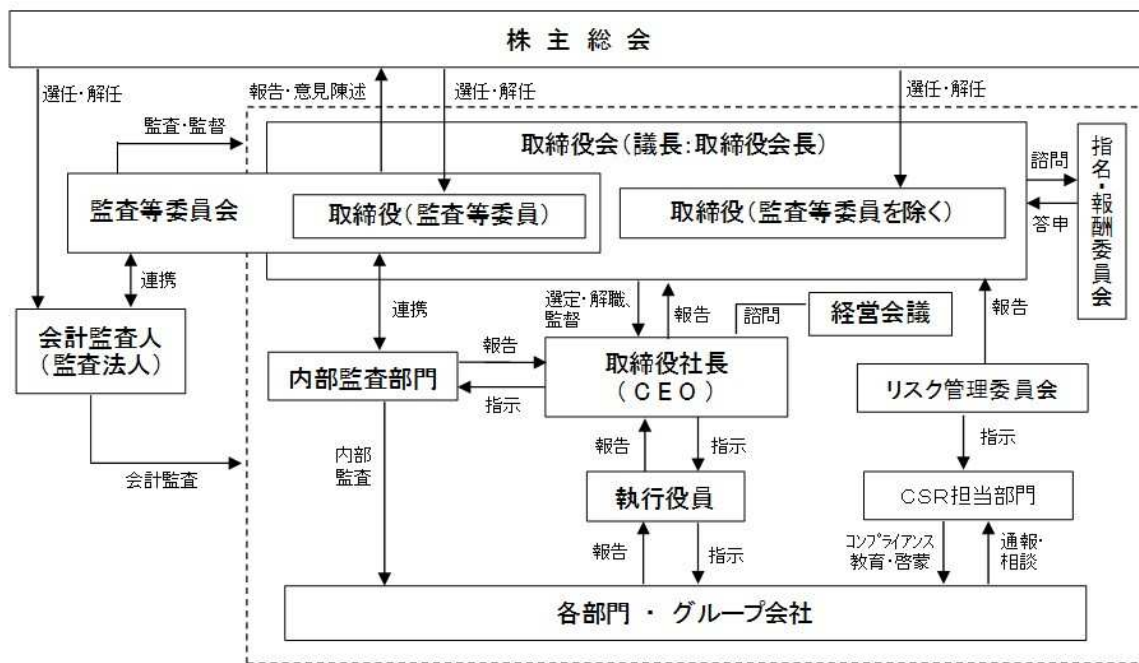 株 主 総 会
選任・解任
報告・意見陳述
選任・解任
選任・解任
監査・監督
取締役会(議長:取締役会長)
指名・報酬委員会
諮問
答申
監査等委員会
取締役(監査等委員)
取締役(監査等委員を除く)
連携
連携
選定・解職、
監督
報告
諮問
経営会議
報告
会計監査人
(監査法人)
内部監査部門
報告
指示
取締役社長
(CEO)
リスク管理委員会
会計監査
内部
監査
報告
指示
指示
執行役員
CSR担当部門
報告
指示
コンプライアンス
教育・啓蒙
通報・
相談
各部門 ・ グループ会社